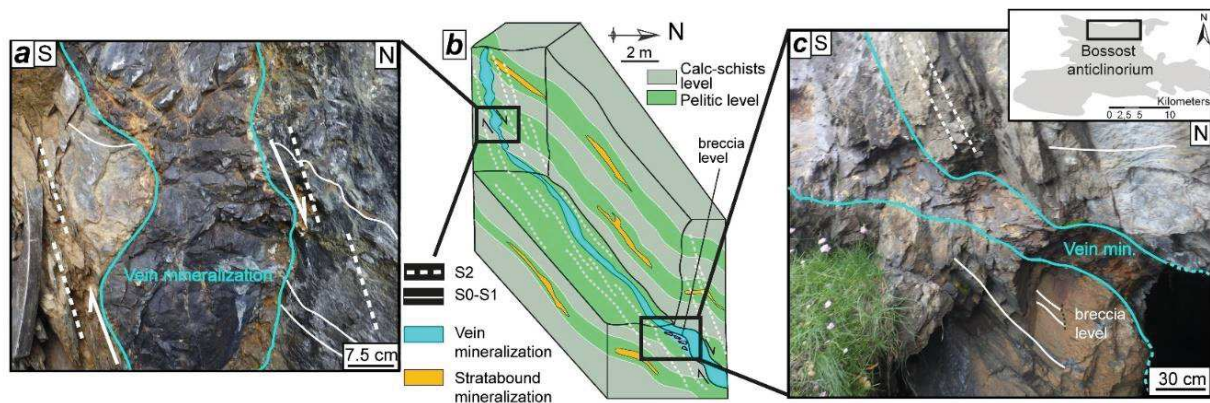 a
S
N
Vein mineralization
7.5 cm
b
N
2 m
Calc-schists
level
Pelitic level
breccia
level
S2
S0-S1
Vein
mineralization
Stratabound
mineralization
c
S
N
Bossost
anticlinorium
Kilometers
0 2,5 5 10
N
Vein min.
breccia
level
30 cm